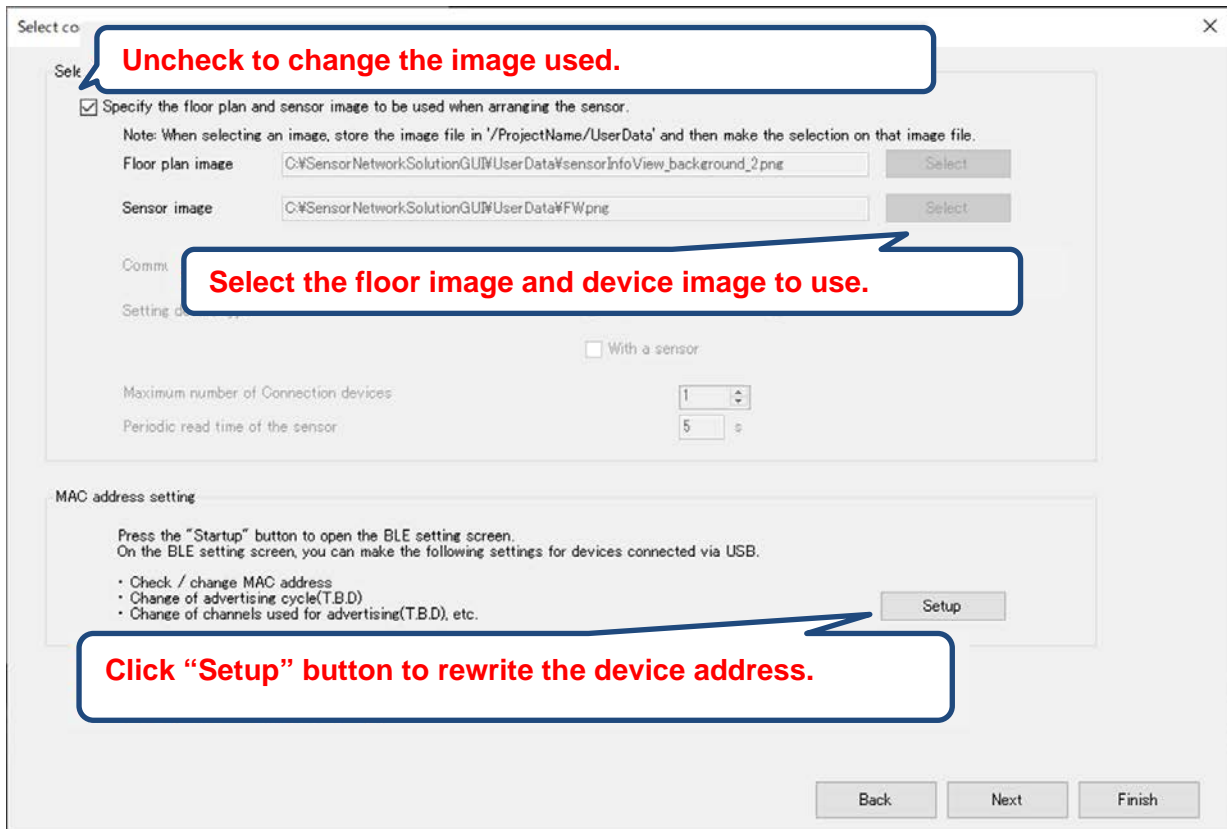 Select co
Uncheck to change the image used.
Sele
Specify the floor plan and sensor image to be used when arranging the sensor.
Note: When selecting an image, store the image file in '/ProjectName/UserData' and then make the selection on that image file.
Floor plan image C:¥SensorNetworkSolutionGUI¥UserData¥sensorInfoView_background_2.png Select
Sensor image C:¥SensorNetworkSolutionGUI¥UserData¥FW.png Select
Commu
Select the floor image and device image to use.
Setting de
With a sensor
Maximum number of Connection devices 1
Periodic read time of the sensor 5 s
MAC address setting
Press the "Startup" button to open the BLE setting screen.
On the BLE setting screen, you can make the following settings for devices connected via USB.
・Check / change MAC address
・Change of advertising cycle(T.B.D)
・Change of channels used for advertising(T.B.D), etc.
Setup
Click “Setup” button to rewrite the device address.
Back Next Finish